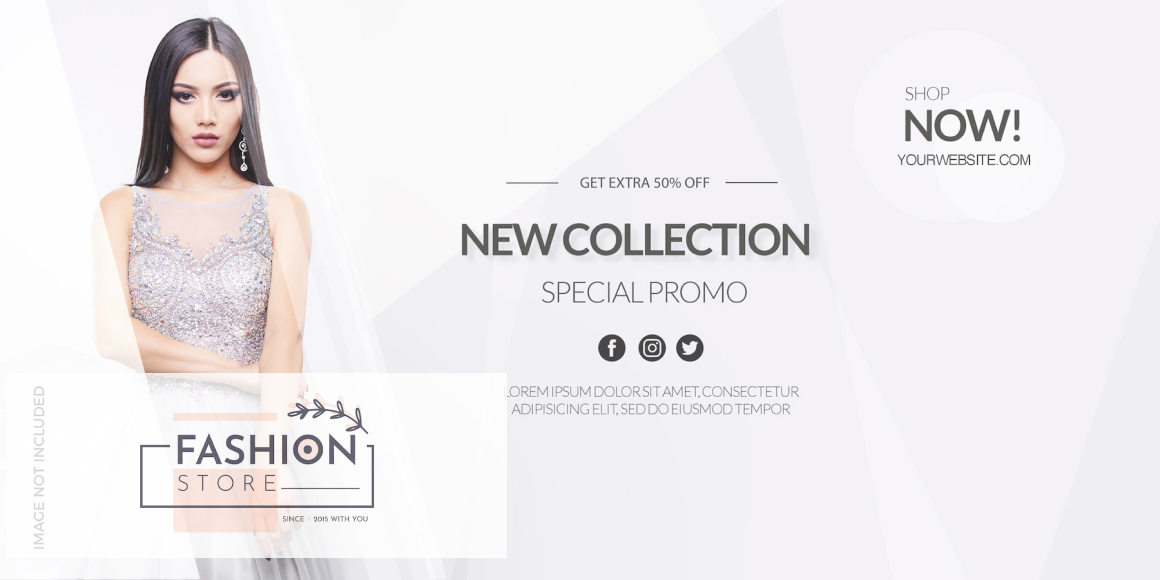 SHOP
NOW!
YOURWEBSITE.COM
GET EXTRA 50% OFF
NEW COLLECTION
SPECIAL PROMO
LOREM IPSUM DOLOR SIT AMET, CONSECTETUR
ADIPISICING ELIT, SED DO EIUSMOD TEMPOR
IMAGE NOT INCLUDED
FASHION
STORE
SINCE - 2015 WITH YOU